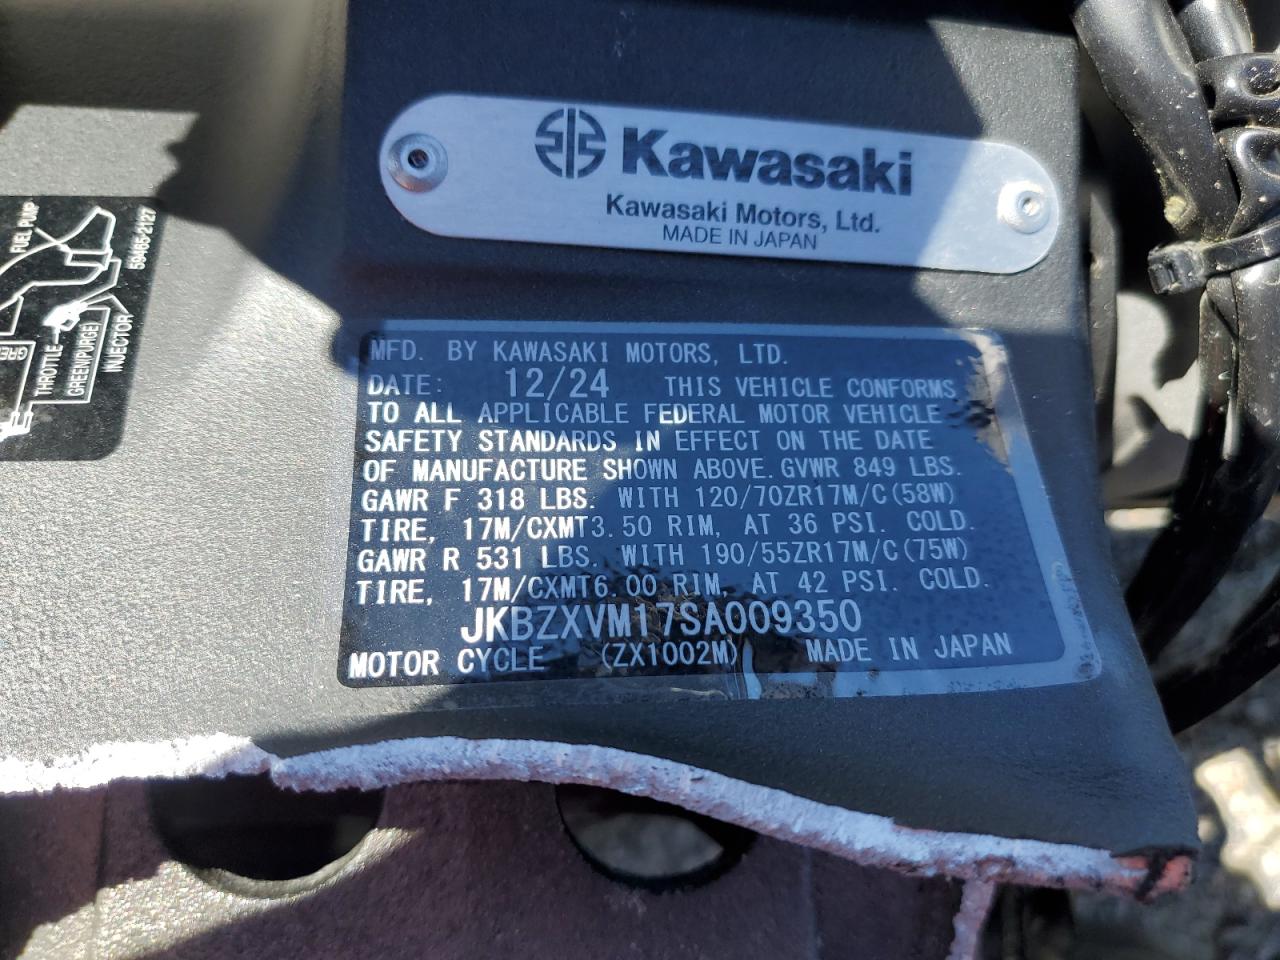 Kawasaki
Kawasaki Motors, Ltd.
MADE IN JAPAN
FUEL PUMP
59465-2127
THROTTLE
GREEN(PURGE)
INJECTOR
MFD. BY KAWASAKI MOTORS, LTD.
DATE: 12/24 THIS VEHICLE CONFORMS
TO ALL APPLICABLE FEDERAL MOTOR VEHICLE
SAFETY STANDARDS IN EFFECT ON THE DATE
OF MANUFACTURE SHOWN ABOVE. GVWR 849 LBS.
GAWR F 318 LBS. WITH 120/70ZR17M/C(58W)
TIRE, 17M/CXMT3.50 RIM, AT 36 PSI. COLD.
GAWR R 531 LBS. WITH 190/55ZR17M/C(75W)
TIRE, 17M/CXMT6.00 RIM, AT 42 PSI. COLD.
JKBZXVM17SA009350
MOTOR CYCLE (ZX1002M) MADE IN JAPAN